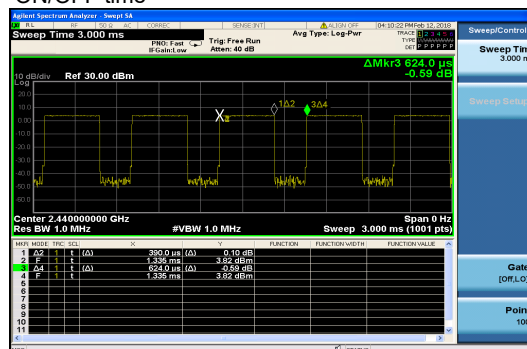 ON/OFF time
Agilent Spectrum Analyzer - Swept SA
RL RF 50 Ω AC CORREC SENSE:INT ALIGN OFF 04:10:22 PM Feb 12, 2018
Sweep Time 3.000 ms Avg Type: Log-Pwr TRACE 1 2 3 4 5 6
PNO: Fast Trig: Free Run TYPE
IFGain:Low Atten: 40 dB DET P P P P P P
ΔMkr3 624.0 μs
10 dB/div Ref 30.00 dBm -0.59 dB
Log
20.0
10.0
0.00
-10.0
-20.0
-30.0
-40.0
-50.0
-60.0
X
1Δ2
3Δ4
Center 2.440000000 GHz Span 0 Hz
Res BW 1.0 MHz #VBW 1.0 MHz Sweep 3.000 ms (1001 pts)
MKR MODE TRC SCL X Y FUNCTION FUNCTION WIDTH FUNCTION VALUE
1 Δ2 1 t (Δ) 390.0 μs (Δ) 0.10 dB
2 F 1 t 1.335 ms 3.82 dBm
3 Δ4 1 t (Δ) 624.0 μs (Δ) -0.59 dB
4 F 1 t 1.335 ms 3.82 dBm
5
6
7
8
9
10
11
MSG STATUS
Sweep/Control
Sweep Tim
3.000 m
Sweep Setup
Gate
[Off,LO]
Poin
100